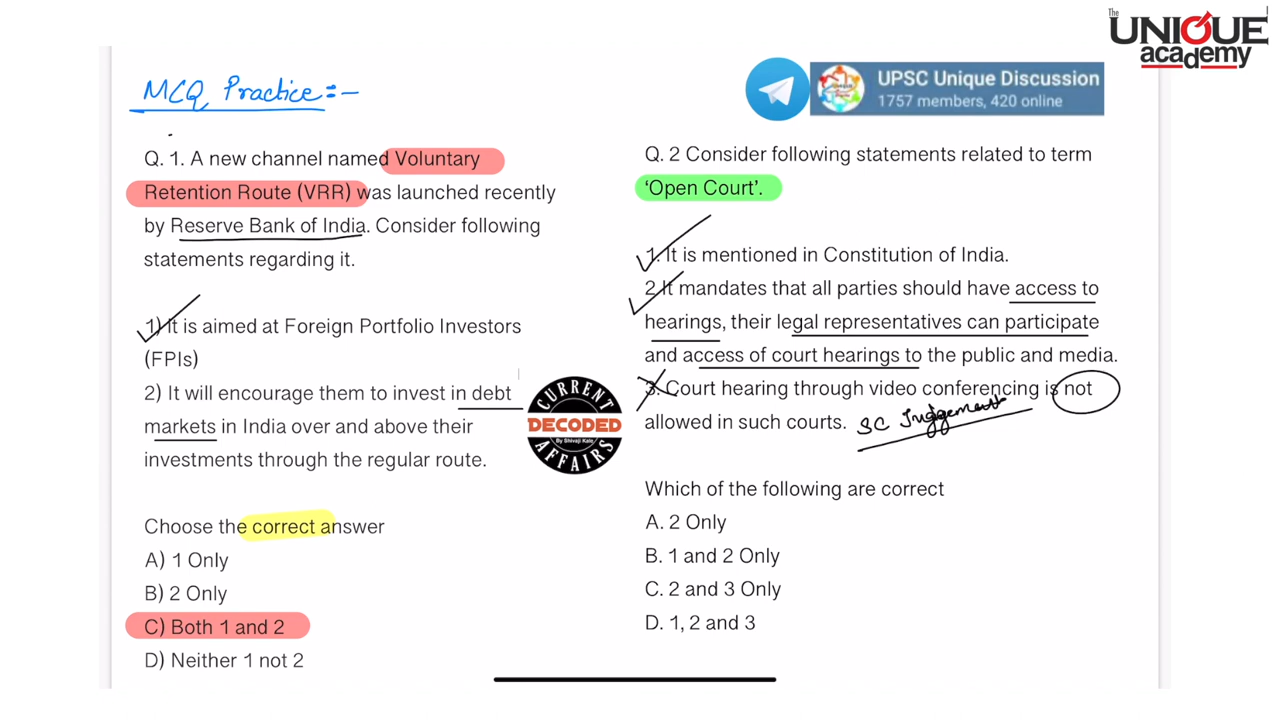 The
UNIQUE
academy
MCQ Practice:-
UPSC Unique Discussion
1757 members, 420 online
Q. 1. A new channel named Voluntary
Retention Route (VRR) was launched recently
by Reserve Bank of India. Consider following
statements regarding it.
1) It is aimed at Foreign Portfolio Investors
(FPIs)
2) It will encourage them to invest in debt
markets in India over and above their
investments through the regular route.
Choose the correct answer
A) 1 Only
B) 2 Only
C) Both 1 and 2
D) Neither 1 not 2
CURRENT
DECODED
By Shivaji Kale
AFFAIRS
Q. 2 Consider following statements related to term
‘Open Court’.
1. It is mentioned in Constitution of India.
2 It mandates that all parties should have access to
hearings, their legal representatives can participate
and access of court hearings to the public and media.
3. Court hearing through video conferencing is not
allowed in such courts. SC Judgement
Which of the following are correct
A. 2 Only
B. 1 and 2 Only
C. 2 and 3 Only
D. 1, 2 and 3